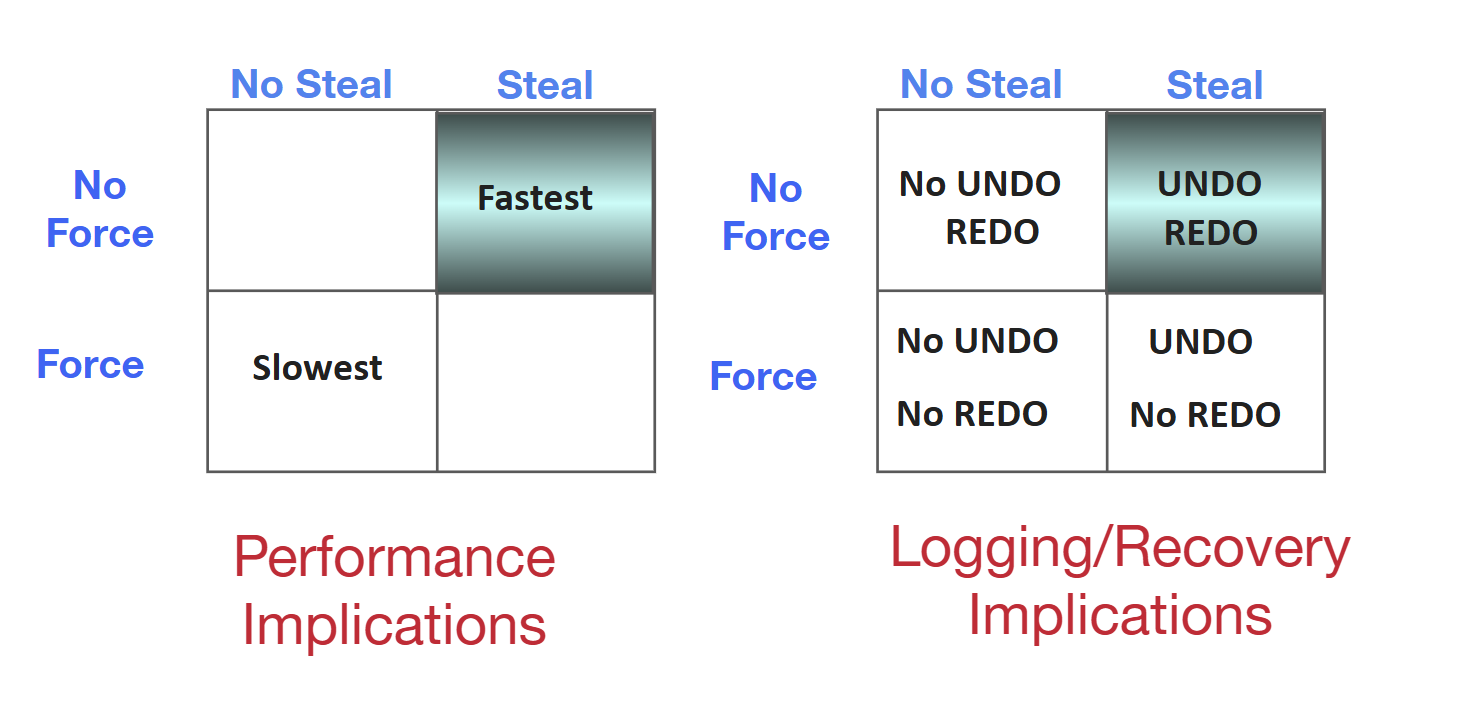 No Steal
Steal
No
Force
Fastest
Force
Slowest
Performance
Implications
No Steal
Steal
No
Force
No UNDO
REDO
UNDO
REDO
Force
No UNDO
No REDO
UNDO
No REDO
Logging/Recovery
Implications